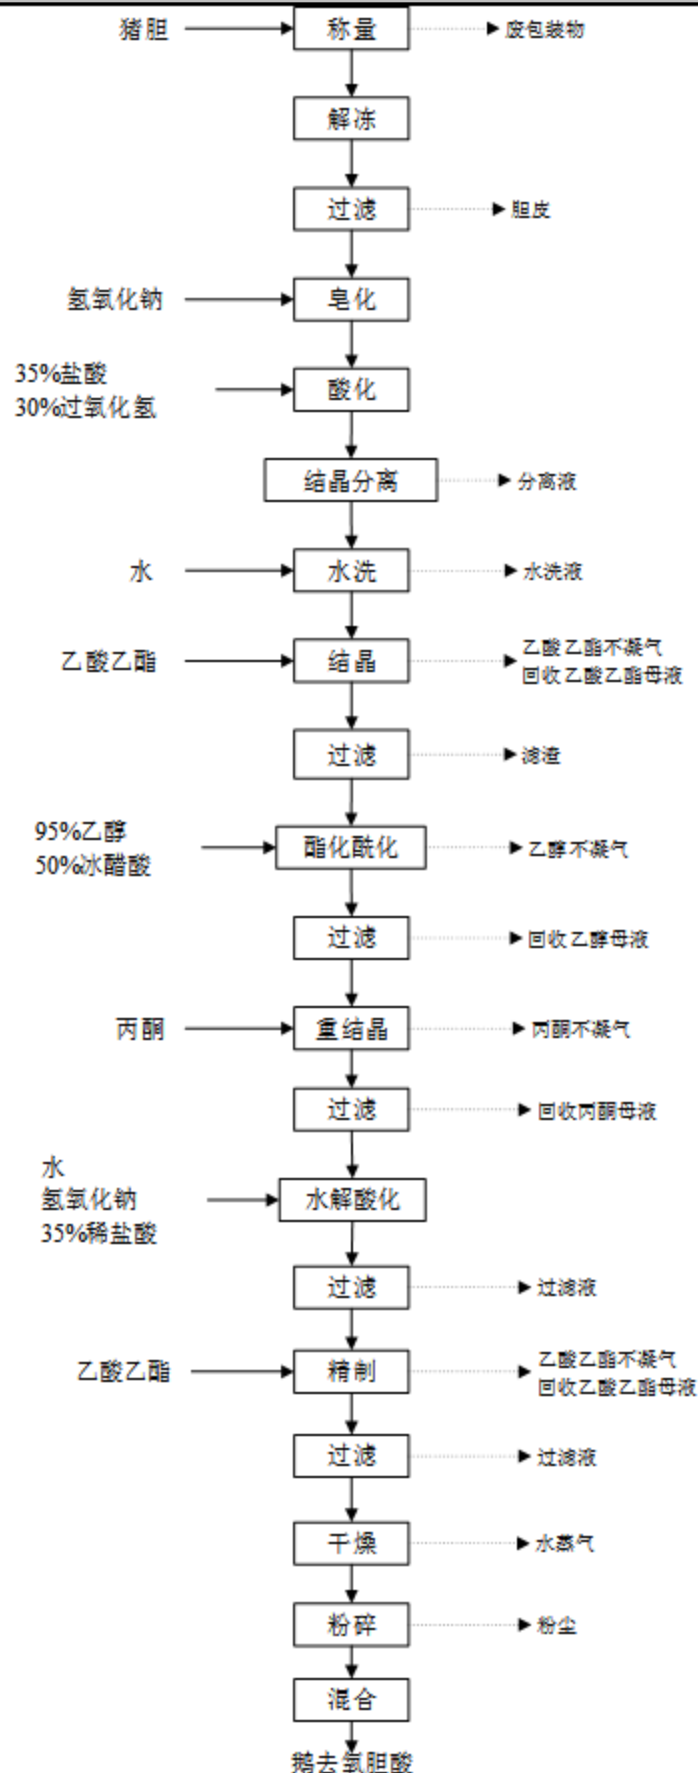 猪胆 称量 废包装物
解冻
过滤 胆皮
氢氧化钠 皂化
35%盐酸
30%过氧化氢
酸化
结晶分离 分离液
水 水洗 水洗液
乙酸乙酯 结晶
乙酸乙酯不凝气
回收乙酸乙酯母液
过滤 滤渣
95%乙醇
50%冰醋酸
酯化酰化 乙醇不凝气
过滤 回收乙醇母液
丙酮 重结晶 丙酮不凝气
过滤 回收丙酮母液
水
氢氧化钠
35%稀盐酸
水解酸化
过滤 过滤液
乙酸乙酯 精制
乙酸乙酯不凝气
回收乙酸乙酯母液
过滤 过滤液
干燥 水蒸气
粉碎 粉尘
混合
鹅去氧胆酸